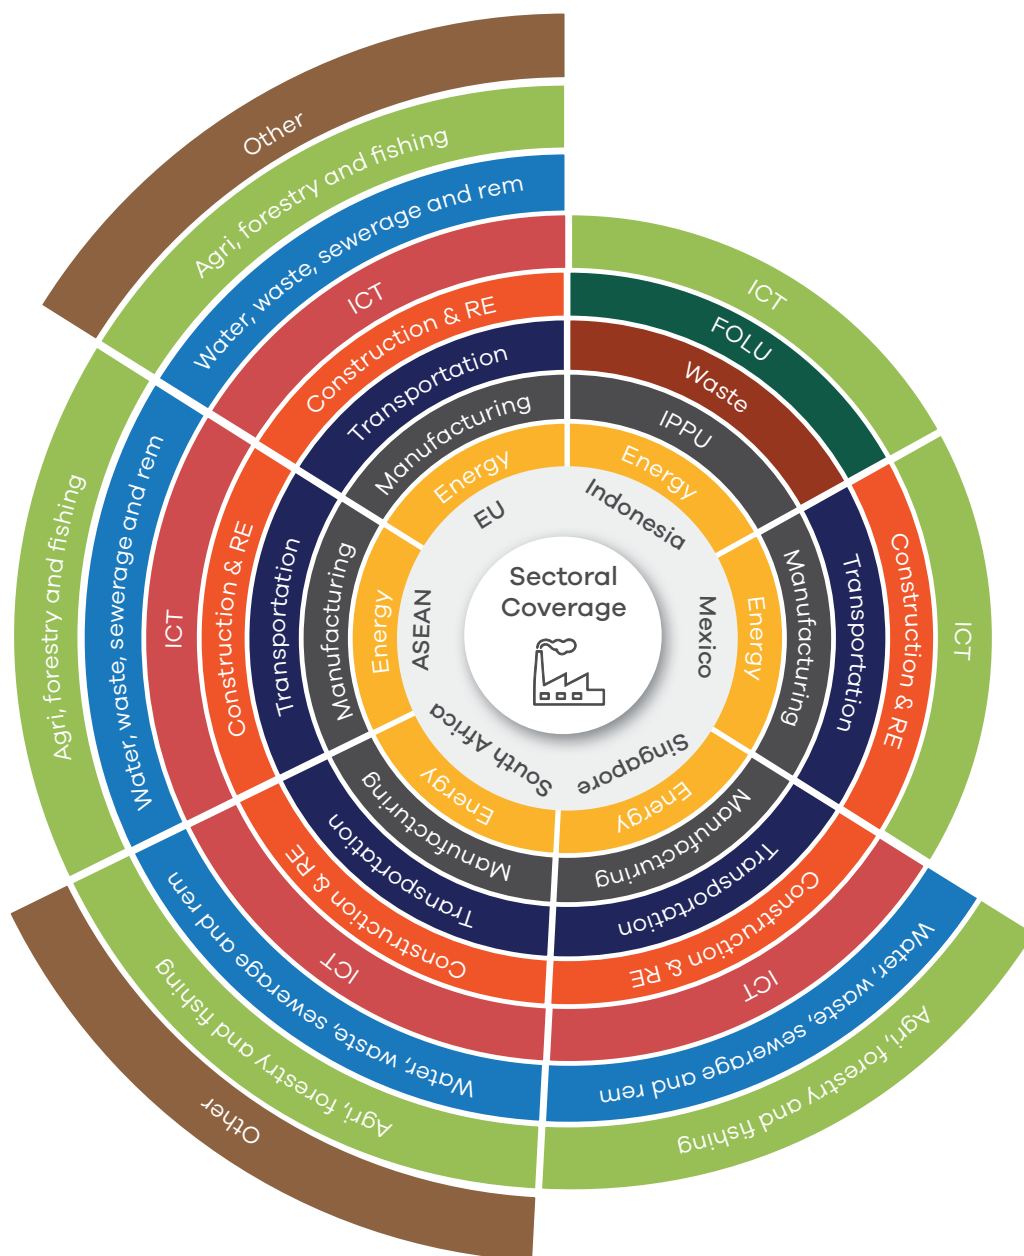 Sectoral
Coverage
Indonesia
Energy
IPPU
Waste
FOLU
ICT
Mexico
Energy
Manufacturing
Transportation
Construction & RE
ICT
Singapore
Energy
Manufacturing
Transportation
Construction & RE
ICT
Water, waste, sewerage and rem
Agri, forestry and fishing
South Africa
Energy
Manufacturing
Transportation
Construction & RE
ICT
Water, waste, sewerage and rem
Agri, forestry and fishing
Other
ASEAN
Energy
Manufacturing
Transportation
Construction & RE
ICT
Water, waste, sewerage and rem
Agri, forestry and fishing
EU
Energy
Manufacturing
Transportation
Construction & RE
ICT
Water, waste, sewerage and rem
Agri, forestry and fishing
Other